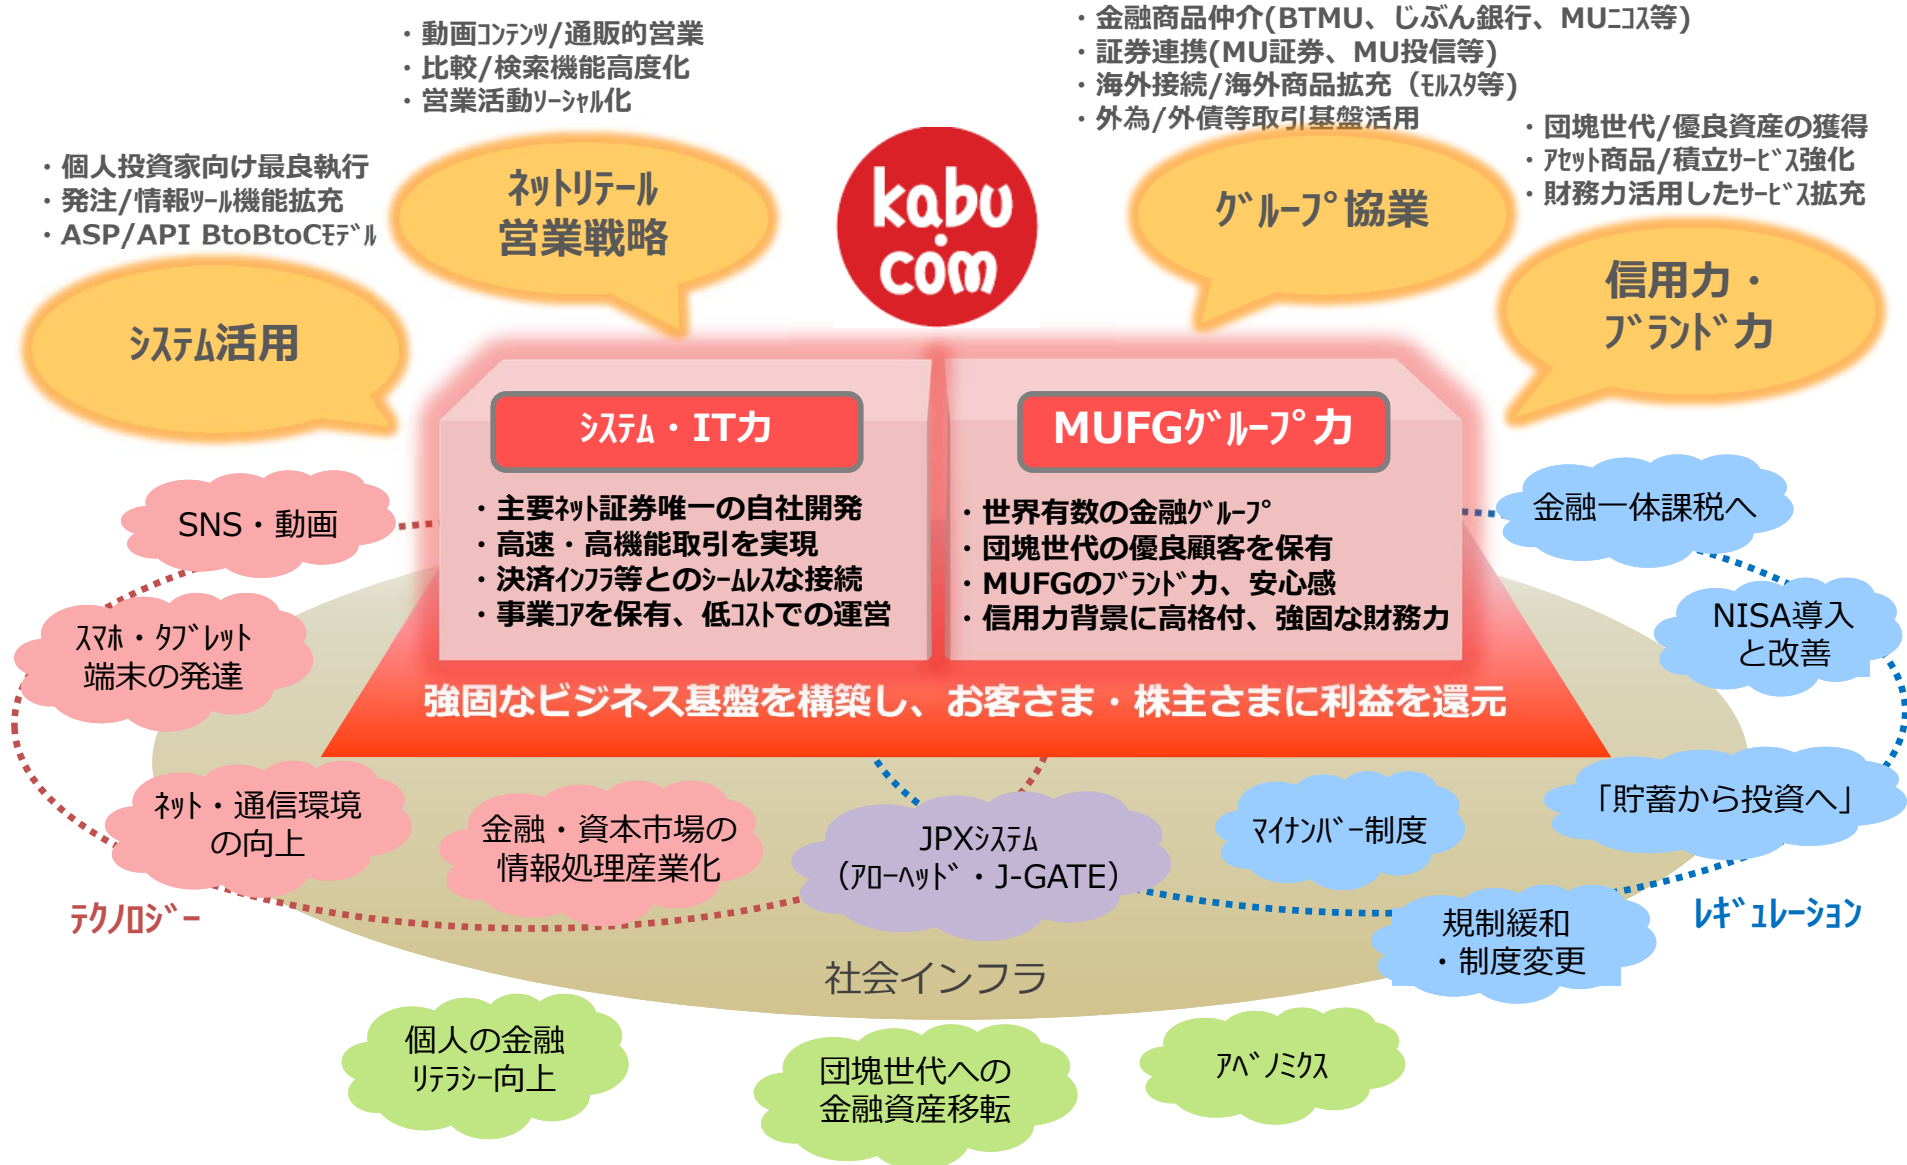 ・動画ｺﾝﾃﾝﾂ/通販的営業
・比較/検索機能高度化
・営業活動ｿｰｼｬﾙ化
・金融商品仲介(BTMU、じぶん銀行、MUﾆｺｽ等)
・証券連携(MU証券、MU投信等)
・海外接続/海外商品拡充（ﾓﾙｽﾀ等)
・外為/外債等取引基盤活用
・個人投資家向け最良執行
・発注/情報ﾂｰﾙ機能拡充
・ASP/API BtoBtoCﾓﾃﾞﾙ
・団塊世代/優良資産の獲得
・ｱｾｯﾄ商品/積立ｻｰﾋﾞｽ強化
・財務力活用したｻｰﾋﾞｽ拡充
ｼｽﾃﾑ活用
ﾈｯﾄﾘﾃｰﾙ
営業戦略
kabu
.
com
ｸﾞﾙｰﾌﾟ協業
信用力・
ﾌﾞﾗﾝﾄﾞ力
ｼｽﾃﾑ・IT力
・主要ﾈｯﾄ証券唯一の自社開発
・高速・高機能取引を実現
・決済ｲﾝﾌﾗ等とのｼｰﾑﾚｽな接続
・事業ｺｱを保有、低ｺｽﾄでの運営
MUFGｸﾞﾙｰﾌﾟ力
・世界有数の金融ｸﾞﾙｰﾌﾟ
・団塊世代の優良顧客を保有
・MUFGのﾌﾞﾗﾝﾄﾞ力、安心感
・信用力背景に高格付、強固な財務力
強固なビジネス基盤を構築し、お客さま・株主さまに利益を還元
SNS・動画
ｽﾏﾎ・ﾀﾌﾞﾚｯﾄ
端末の発達
ﾈｯﾄ・通信環境
の向上
金融・資本市場の
情報処理産業化
ﾃｸﾉﾛｼﾞｰ
JPXｼｽﾃﾑ
（ｱﾛｰﾍｯﾄﾞ・J-GATE）
金融一体課税へ
NISA導入
と改善
「貯蓄から投資へ」
ﾏｲﾅﾝﾊﾞｰ制度
規制緩和
・制度変更
ﾚｷﾞｭﾚｰｼｮﾝ
社会インフラ
個人の金融
ﾘﾃﾗｼｰ向上
団塊世代への
金融資産移転
ｱﾍﾞﾉﾐｸｽ